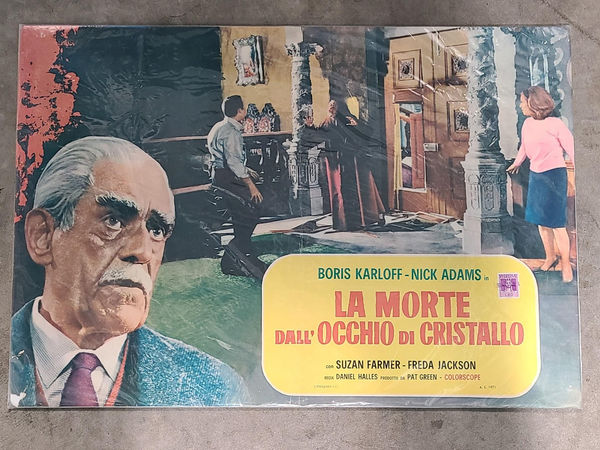 BORIS KARLOFF - NICK ADAMS in
LA MORTE
DALL'OCCHIO DI CRISTALLO
con SUZAN FARMER - FREDA JACKSON
REGIA DANIEL HALLES PRODOTTO DA PAT GREEN - COLORSCOPE